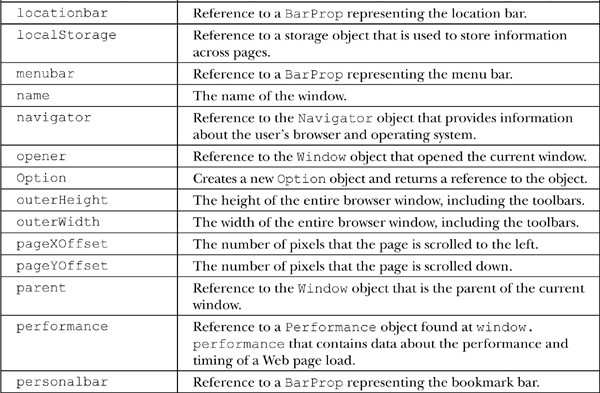 locationbar Reference to a BarProp representing the location bar.
localStorage Reference to a storage object that is used to store information
across pages.
menubar Reference to a BarProp representing the menu bar.
name The name of the window.
navigator Reference to the Navigator object that provides information
about the user's browser and operating system.
opener Reference to the Window object that opened the current window.
Option Creates a new Option object and returns a reference to the object.
outerHeight The height of the entire browser window, including the toolbars.
outerWidth The width of the entire browser window, including the toolbars.
pageXOffset The number of pixels that the page is scrolled to the left.
pageYOffset The number of pixels that the page is scrolled down.
parent Reference to the Window object that is the parent of the current
window.
performance Reference to a Performance object found at window.
performance that contains data about the performance and
timing of a Web page load.
personalbar Reference to a BarProp representing the bookmark bar.